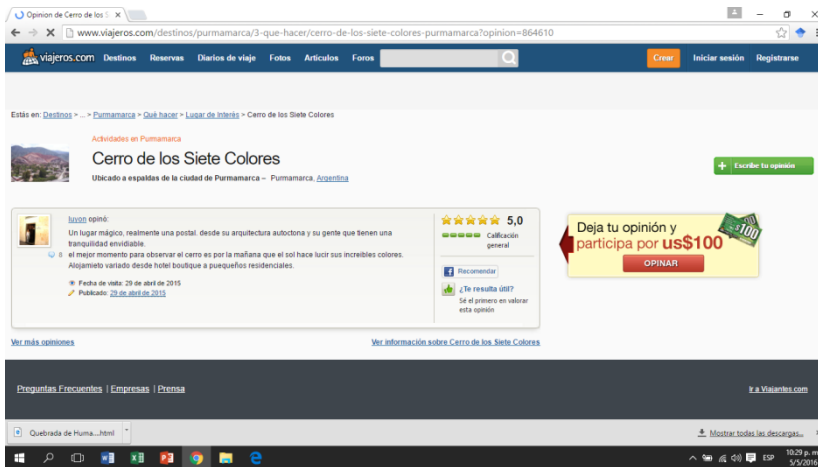 Opinion de Cerro de los S
www.viajeros.com/destinos/purmamarca/3-que-hacer/cerro-de-los-siete-colores-purmamarca?opinion=864610
viajeros.com Destinos Reservas Diarios de viaje Fotos Artículos Foros Crear Iniciar sesión Registrarse
Estás en: Destinos > ... > Purmamarca > Qué hacer > Lugar de Interés > Cerro de los Siete Colores
Actividades en Purmamarca
Cerro de los Siete Colores
Ubicado a espaldas de la ciudad de Purmamarca – Purmamarca, Argentina
Escribe tu opinión
luvon opinó:
Un lugar mágico, realmente una postal. desde su arquitectura autoctona y su gente que tienen una
tranquilidad envidiable.
8 el mejor momento para observar el cerro es por la mañana que el sol hace lucir sus increibles colores.
Alojamieto variado desde hotel boutique a puequeños residenciales.
Fecha de visita: 29 de abril de 2015
Publicado: 29 de abril de 2015
5,0
Calificación
general
Recomendar
¿Te resulta útil?
Sé el primero en valorar
esta opinión
Deja tu opinión y
participa por us$100
OPINAR
$100
Ver más opiniones
Ver información sobre Cerro de los Siete Colores
Preguntas Frecuentes | Empresas | Prensa
Ir a Viajantes.com
Quebrada de Huma....html
Mostrar todas las descargas...
ESP
10:29 p. m.
5/5/2016